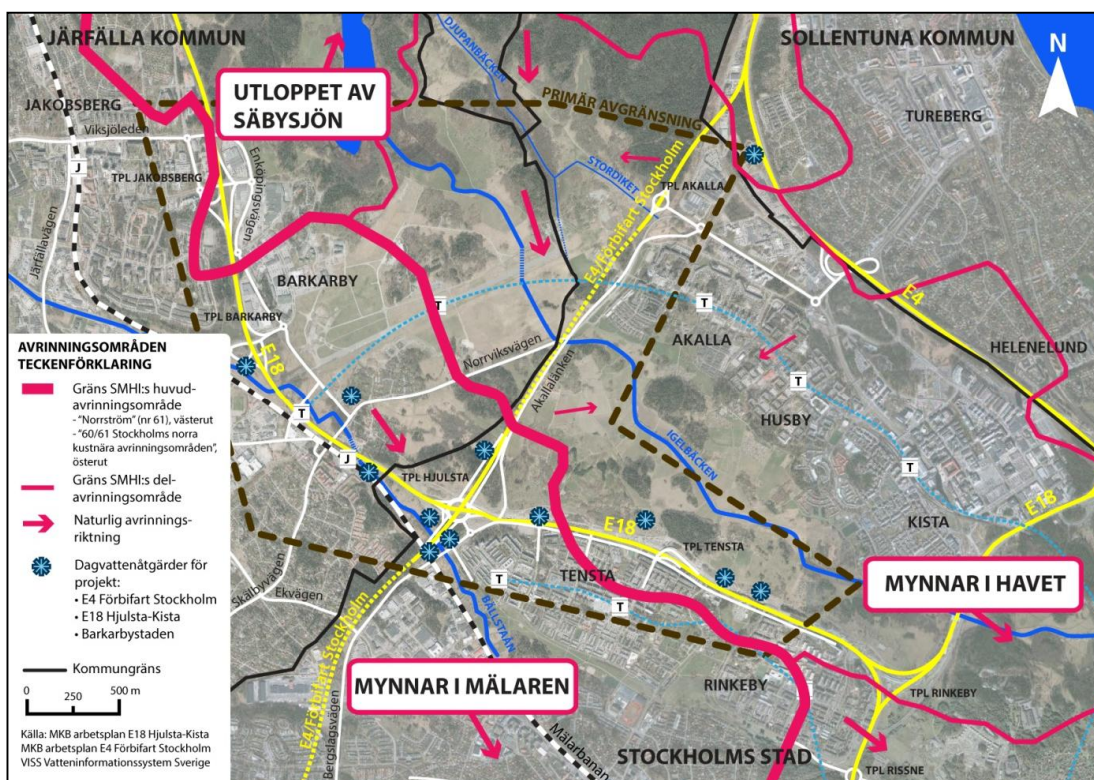 JÄRFÄLLA KOMMUN
SOLLENTUNA KOMMUN
N
DJUPANBÄCKEN
JAKOBSBERG
UTLOPPET AV
SÄBYSJÖN
PRIMÄR AVGRÄNSNING
TUREBERG
Viksjöleden
J
TPL JAKOBSBERG
Enköpingsvägen
STORDIKET
TPL AKALLA
Järfällavägen
E4/förbifart Stockholm
BARKARBY
T
T
E4
TPL BARKARBY
Norrviksvägen
AKALLA
HELENELUND
E18
Akallalänken
T
HUSBY
T
IGELBÄCKEN
J
TPL HJULSTA
T
KISTA
E18
E18
TPL TENSTA
Skälbyvägen
Ekvägen
T
TENSTA
T
BÄLLSTAÅN
MYNNAR I HAVET
E4/Förbifart Stockholm
MYNNAR I MÄLAREN
RINKEBY
T
TPL RINKEBY
Bergslagsvägen
Mälarbanan
STOCKHOLMS STAD
TPL RISSNE
AVRINNINGSOMRÅDEN
TECKENFÖRKLARING
Gräns SMHI:s huvud-
avrinningsområde
- "Norrström" (nr 61), västerut
- "60/61 Stockholms norra
kustnära avrinningsområden",
österut
Gräns SMHI:s del-
avrinningsområde
Naturlig avrinnings-
riktning
Dagvattenåtgärder för
projekt:
• E4 Förbifart Stockholm
• E18 Hjulsta-Kista
• Barkarbystaden
Kommungräns
0 250 500 m
Källa: MKB arbetsplan E18 Hjulsta-Kista
MKB arbetsplan E4 Förbifart Stockholm
VISS Vatteninformationssystem Sverige